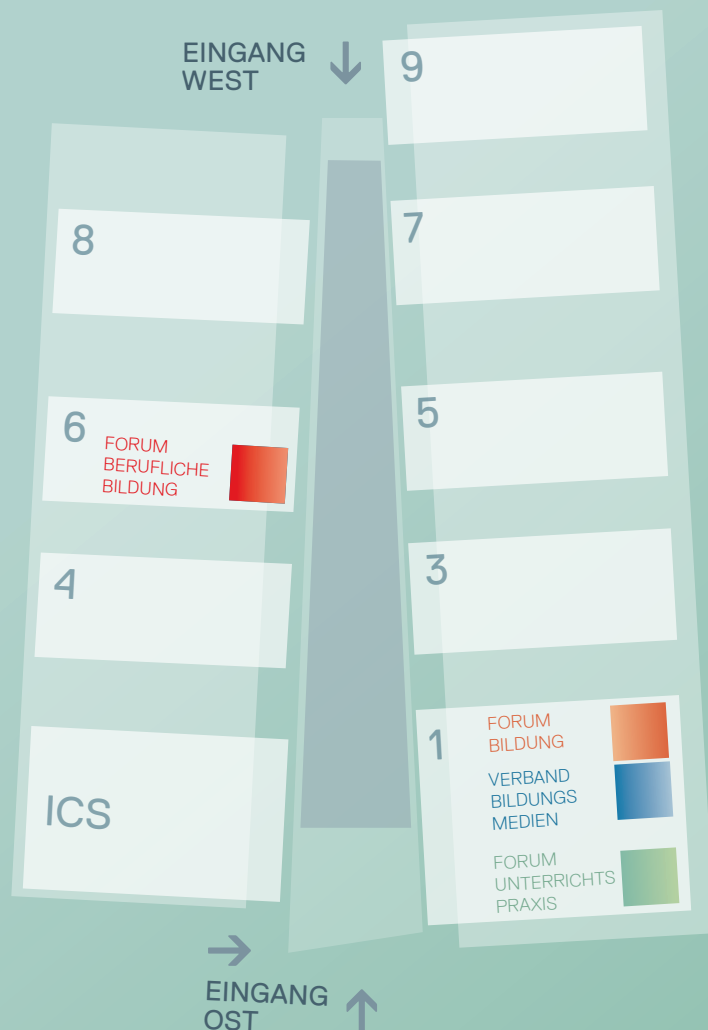 EINGANG
WEST
9
8
7
6
FORUM
BERUFLICHE
BILDUNG
5
4
3
ICS
1
FORUM
BILDUNG
VERBAND
BILDUNGS
MEDIEN
FORUM
UNTERRICHTS
PRAXIS
EINGANG
OST